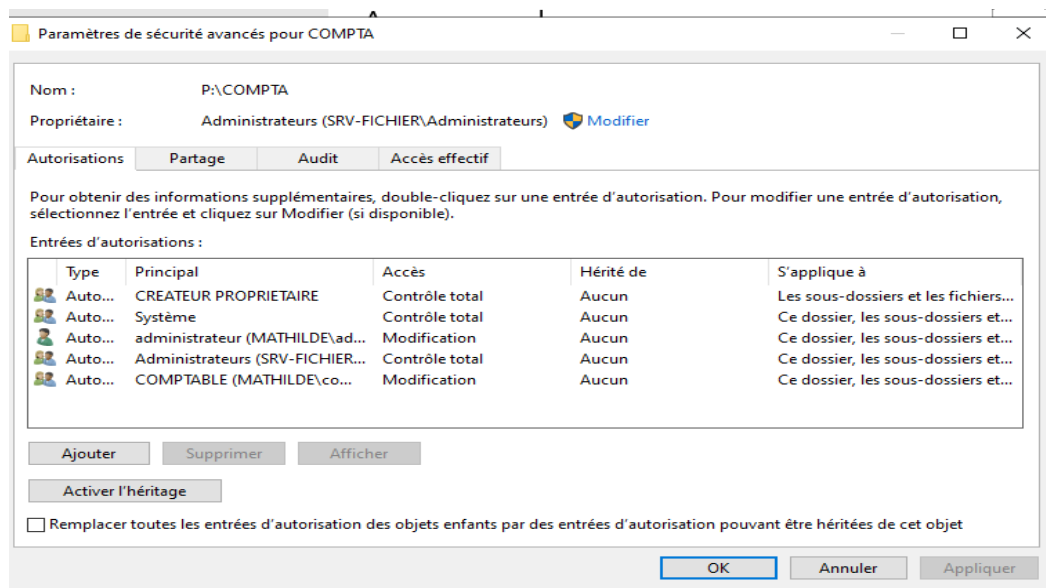 Paramètres de sécurité avancés pour COMPTA
Nom : P:\COMPTA
Propriétaire : Administrateurs (SRV-FICHIER\Administrateurs) Modifier
Autorisations Partage Audit Accès effectif
Pour obtenir des informations supplémentaires, double-cliquez sur une entrée d'autorisation. Pour modifier une entrée d'autorisation,
sélectionnez l'entrée et cliquez sur Modifier (si disponible).
Entrées d'autorisations :
Type Principal Accès Hérité de S'applique à
Auto... CREATEUR PROPRIETAIRE Contrôle total Aucun Les sous-dossiers et les fichiers...
Auto... Système Contrôle total Aucun Ce dossier, les sous-dossiers et...
Auto... administrateur (MATHILDE\ad... Modification Aucun Ce dossier, les sous-dossiers et...
Auto... Administrateurs (SRV-FICHIER... Contrôle total Aucun Ce dossier, les sous-dossiers et...
Auto... COMPTABLE (MATHILDE\co... Modification Aucun Ce dossier, les sous-dossiers et...
Ajouter Supprimer Afficher
Activer l'héritage
Remplacer toutes les entrées d'autorisation des objets enfants par des entrées d'autorisation pouvant être héritées de cet objet
OK Annuler Appliquer